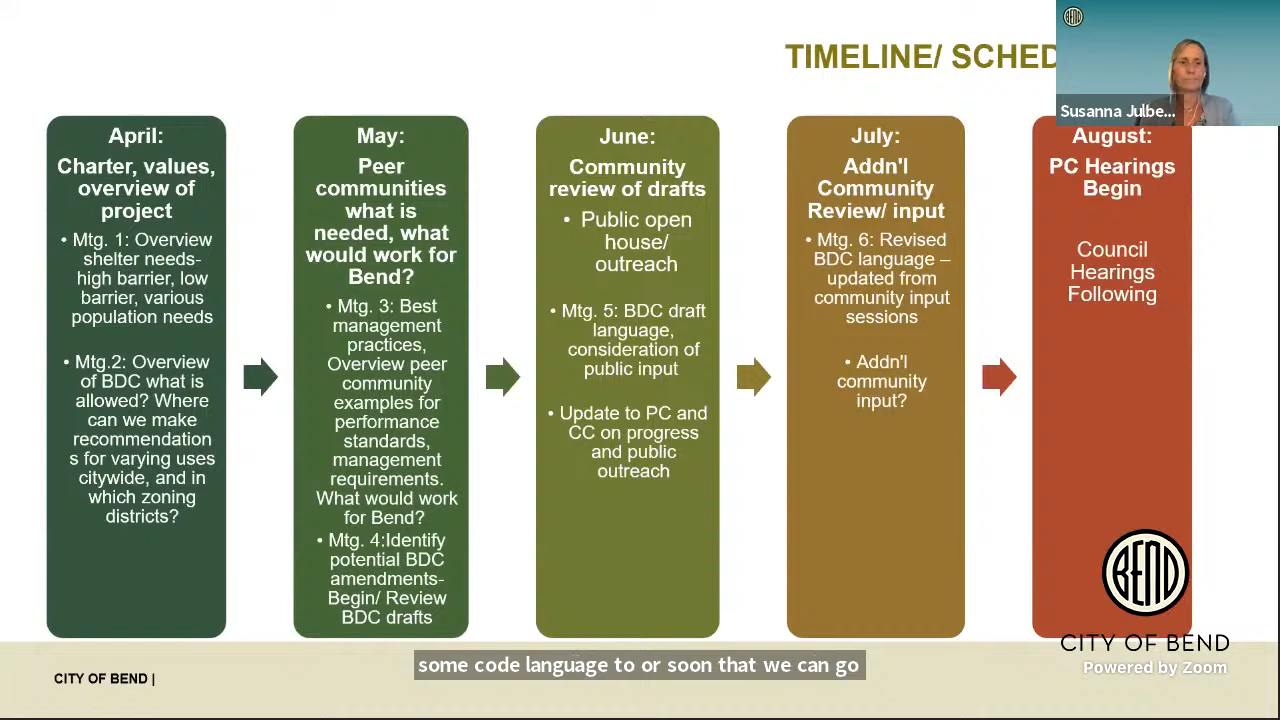 TIMELINE/ SCHED
Susanna Julbe...
April:
Charter, values,
overview of
project
• Mtg. 1: Overview
shelter needs-
high barrier, low
barrier, various
population needs
• Mtg.2: Overview
of BDC what is
allowed? Where
can we make
recommendation
s for varying uses
citywide, and in
which zoning
districts?
May:
Peer
communities
what is
needed, what
would work for
Bend?
• Mtg. 3: Best
management
practices,
Overview peer
community
examples for
performance
standards,
management
requirements.
What would work
for Bend?
• Mtg. 4:Identify
potential BDC
amendments-
Begin/ Review
BDC drafts
June:
Community
review of drafts
• Public open
house/
outreach
• Mtg. 5: BDC draft
language,
consideration of
public input
• Update to PC and
CC on progress
and public
outreach
July:
Addn'l
Community
Review/ input
• Mtg. 6: Revised
BDC language –
updated from
community input
sessions
• Addn'l
community
input?
August:
PC Hearings
Begin
Council
Hearings
Following
BEND
CITY OF BEND
Powered by Zoom
some code language to or soon that we can go
CITY OF BEND |